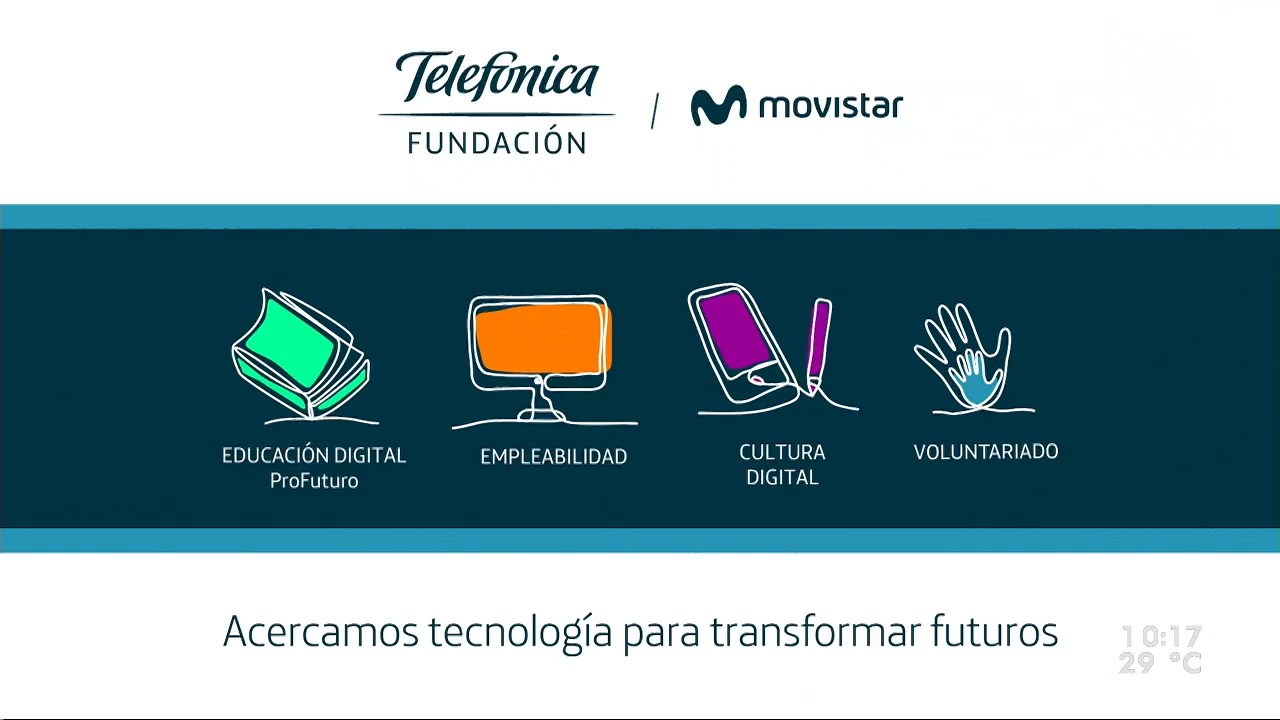 Telefónica
FUNDACIÓN
/
movistar
EDUCACIÓN DIGITAL
ProFuturo
EMPLEABILIDAD
CULTURA
DIGITAL
VOLUNTARIADO
Acercamos tecnología para transformar futuros
10:17
29 °C